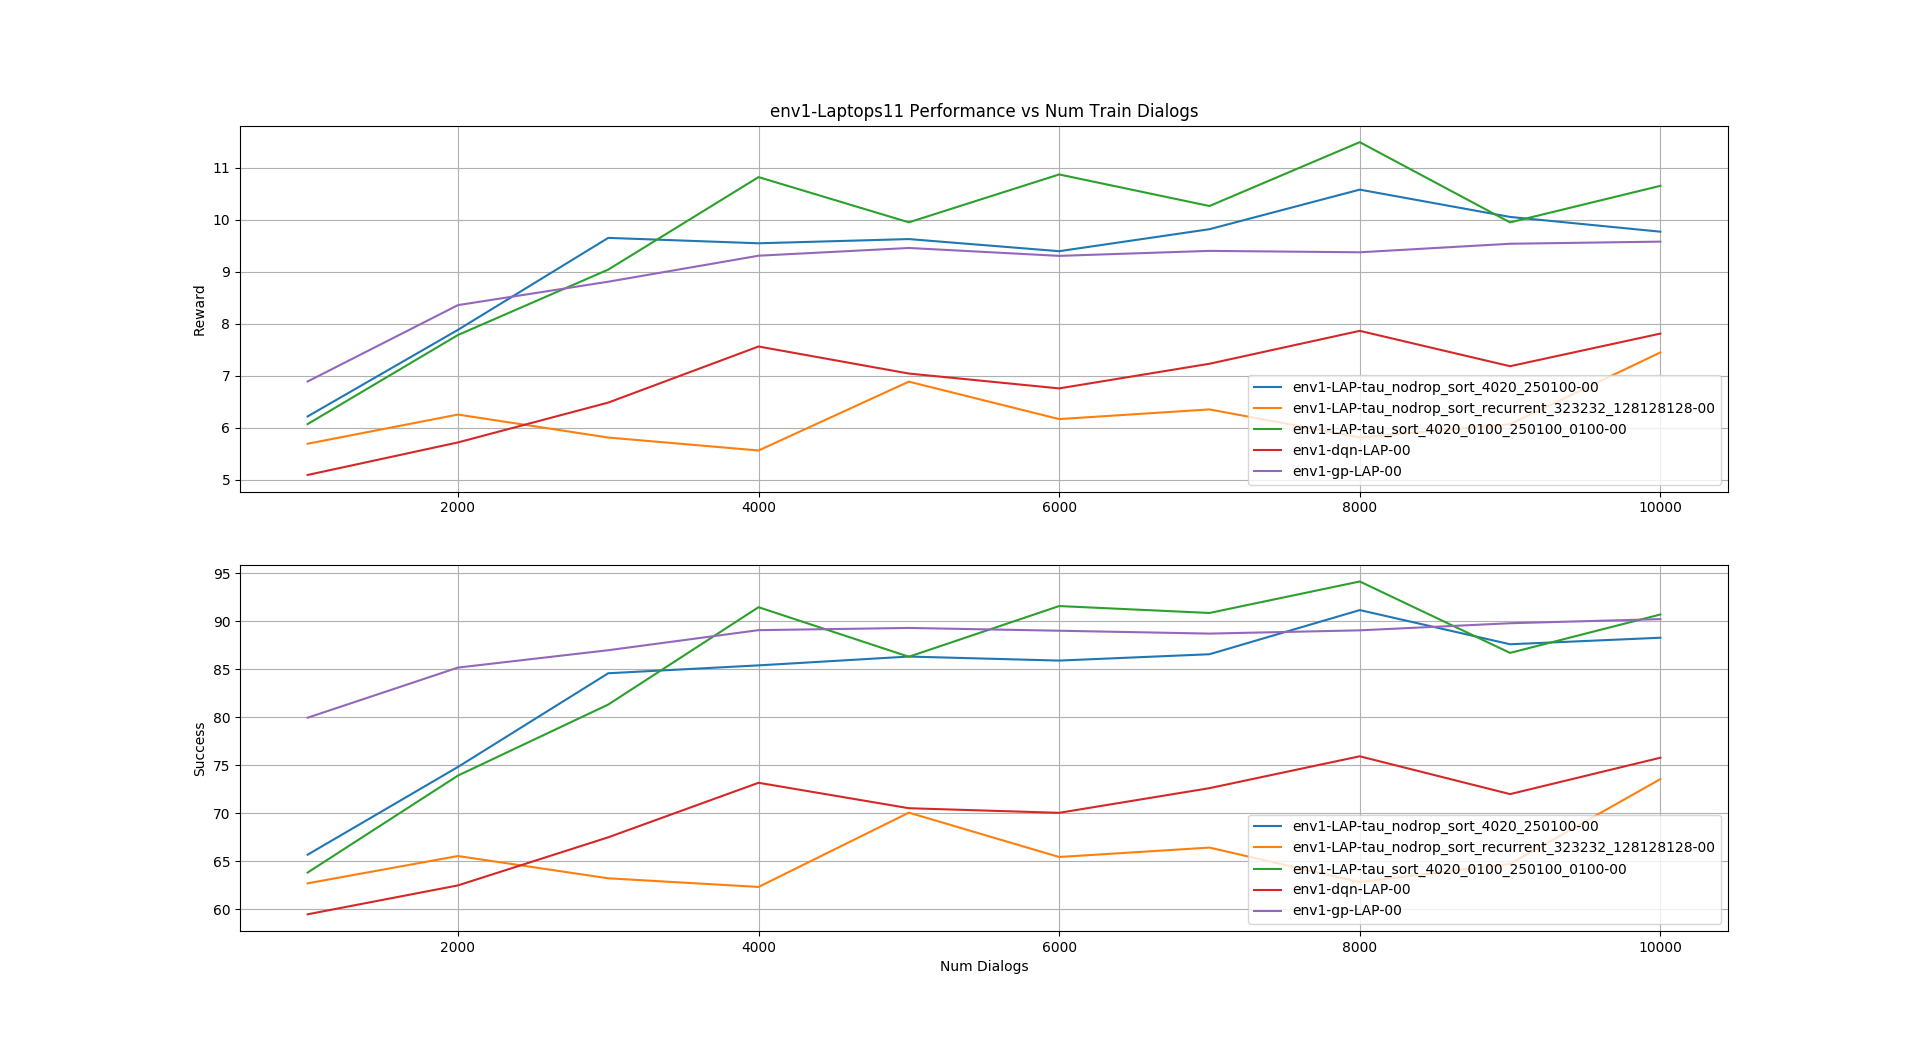 env1-Laptops11 Performance vs Num Train Dialogs
11
10
9
8
7
6
5
Reward
2000 4000 6000 8000 10000
env1-LAP-tau_nodrop_sort_4020_250100-00
env1-LAP-tau_nodrop_sort_recurrent_323232_128128128-00
env1-LAP-tau_sort_4020_0100_250100_0100-00
env1-dqn-LAP-00
env1-gp-LAP-00
95
90
85
80
75
70
65
60
Success
2000 4000 6000 8000 10000
Num Dialogs
env1-LAP-tau_nodrop_sort_4020_250100-00
env1-LAP-tau_nodrop_sort_recurrent_323232_128128128-00
env1-LAP-tau_sort_4020_0100_250100_0100-00
env1-dqn-LAP-00
env1-gp-LAP-00